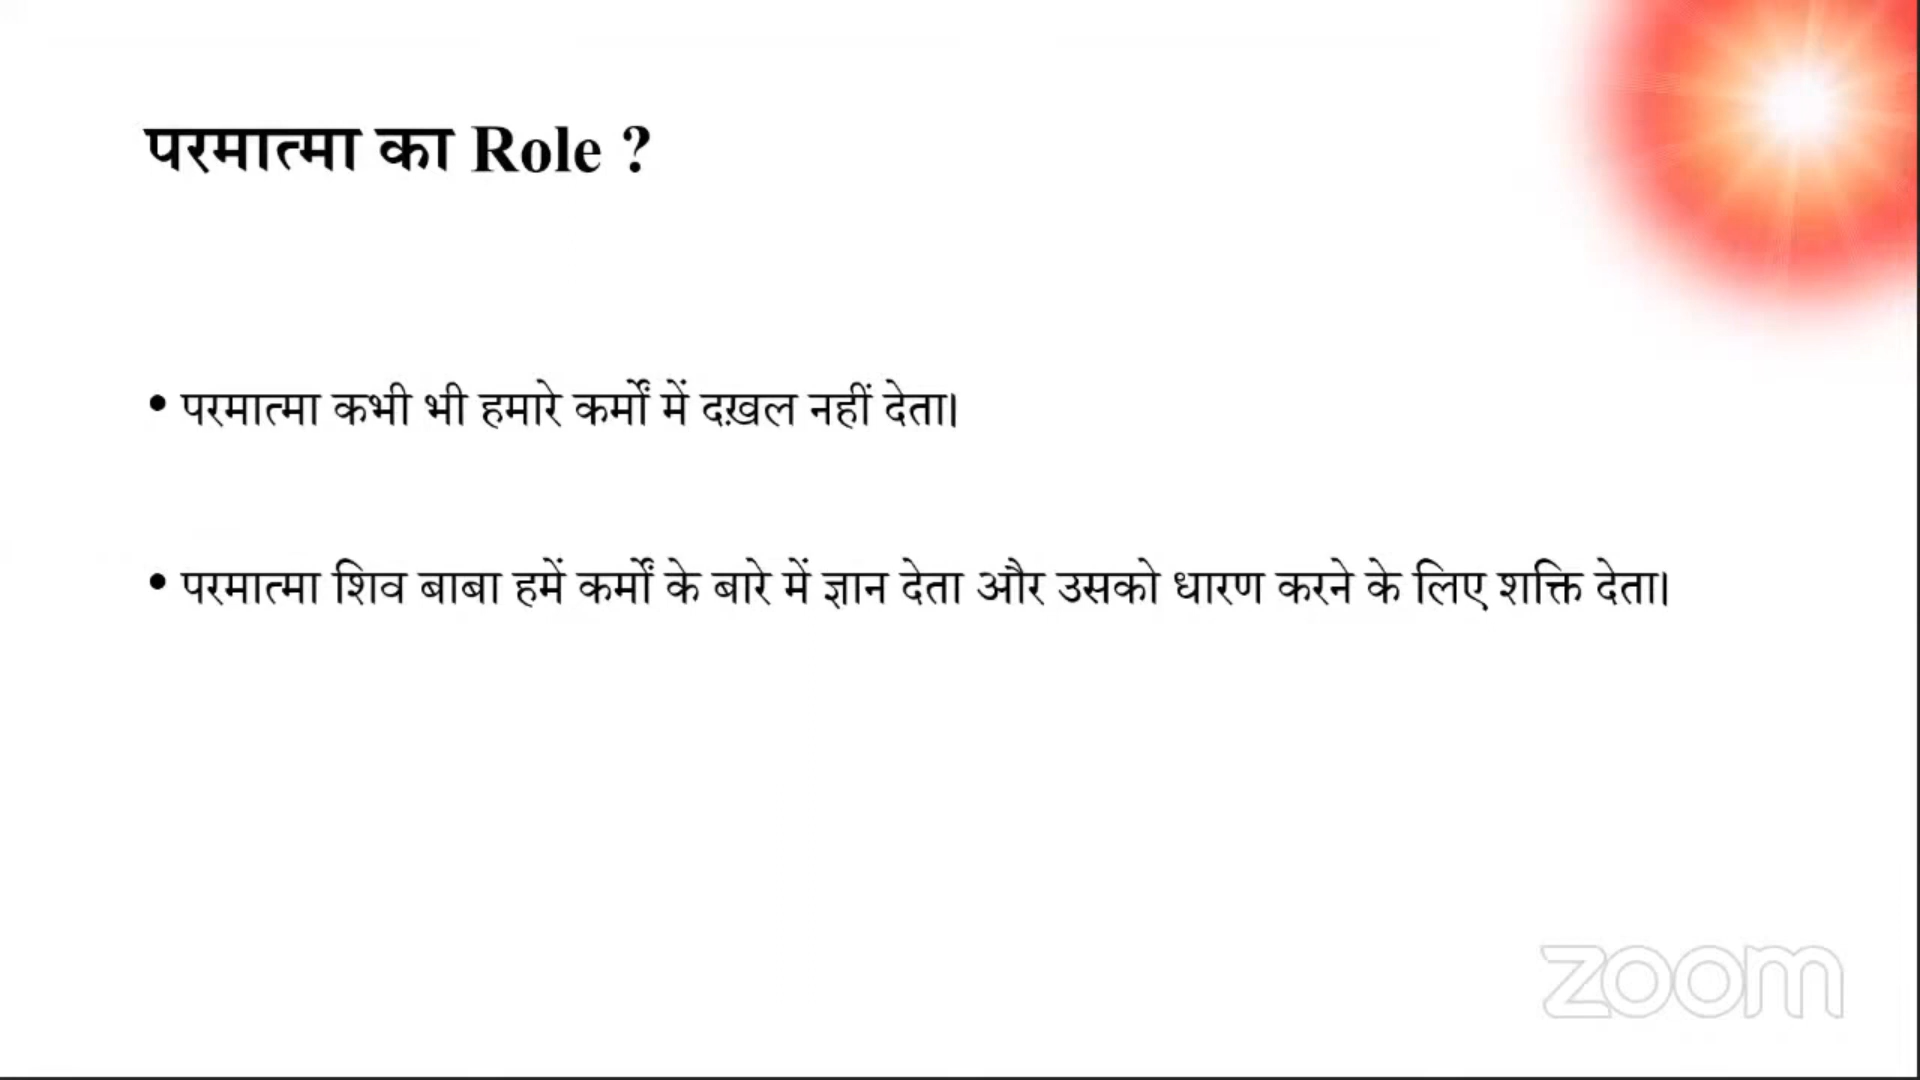 परमात्मा का Role ?
• परमात्मा कभी भी हमारे कर्मों में दख़ल नहीं देता।
• परमात्मा शिव बाबा हमें कर्मों के बारे में ज्ञान देता और उसको धारण करने के लिए शक्ति देता।
zoom